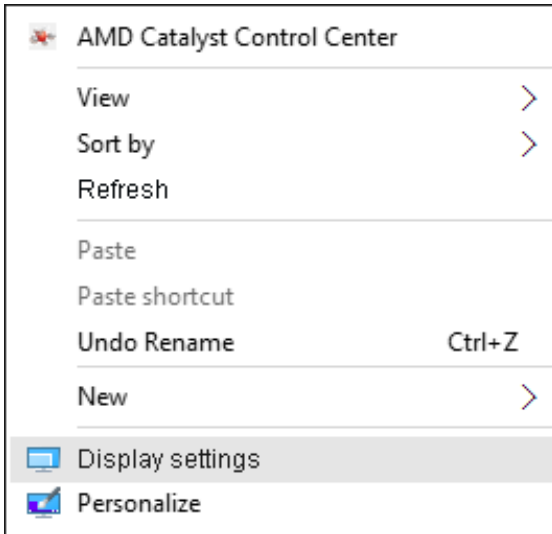 AMD Catalyst Control Center
View
Sort by
Refresh
Paste
Paste shortcut
Undo Rename Ctrl+Z
New
Display settings
Personalize